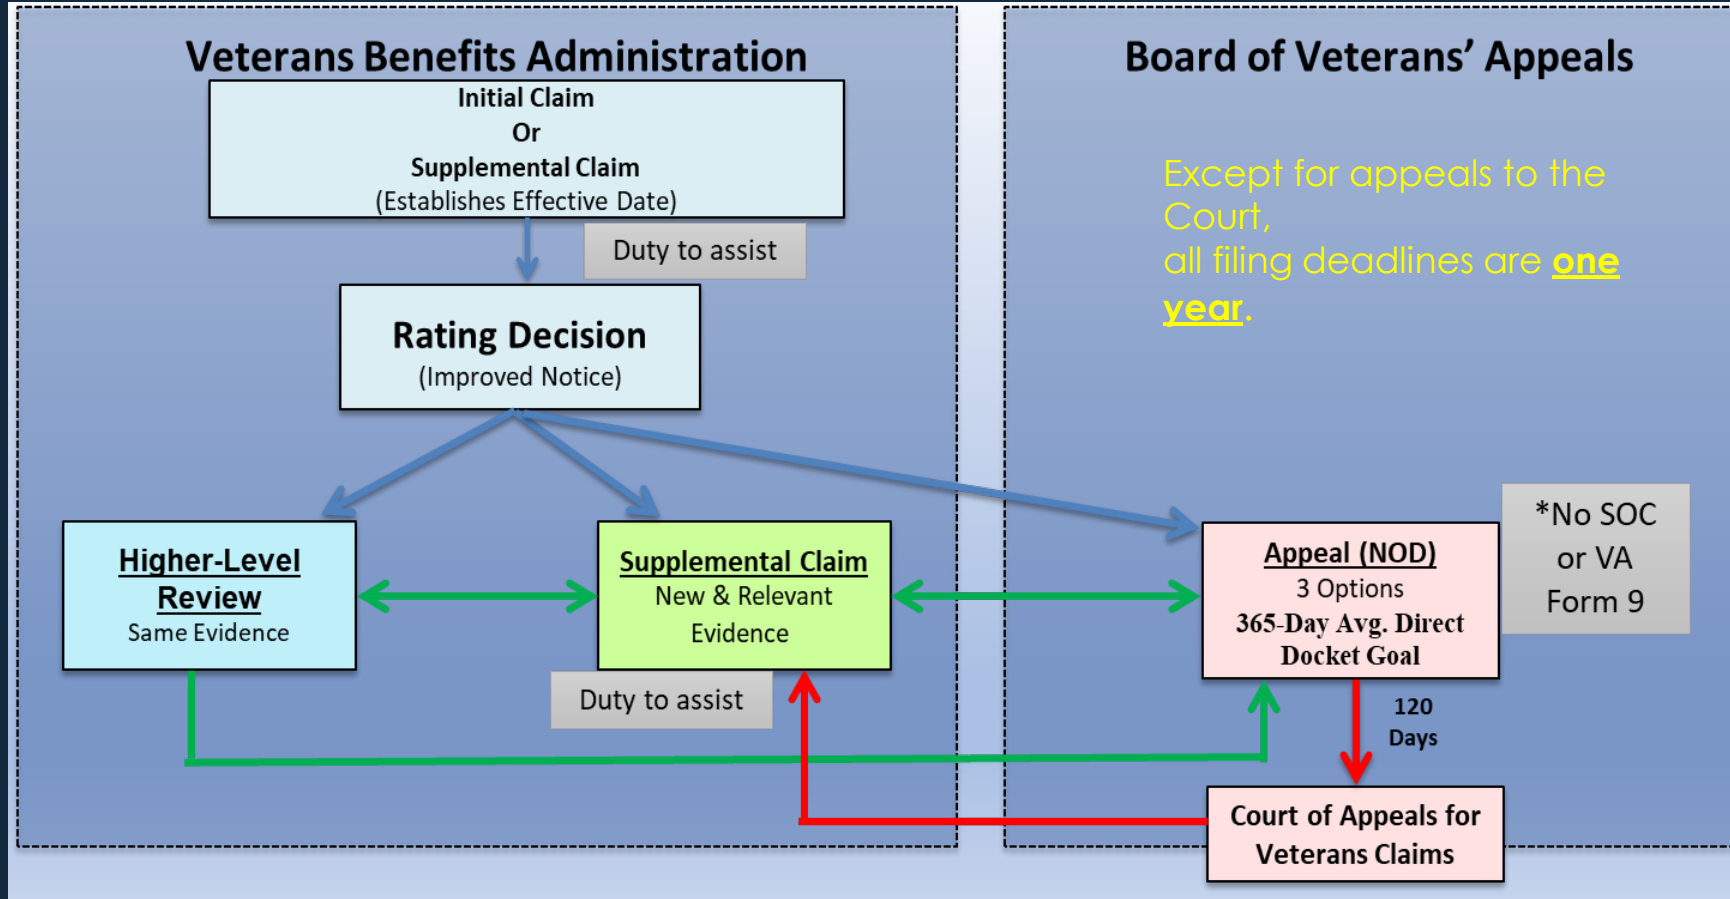 Veterans Benefits Administration
Initial Claim
Or
Supplemental Claim
(Establishes Effective Date)
Duty to assist
Rating Decision
(Improved Notice)
Higher-Level
Review
Same Evidence
Supplemental Claim
New & Relevant
Evidence
Duty to assist
Board of Veterans’ Appeals
Except for appeals to the
Court,
all filing deadlines are one
year.
*No SOC
or VA
Form 9
Appeal (NOD)
3 Options
365-Day Avg. Direct
Docket Goal
120
Days
Court of Appeals for
Veterans Claims